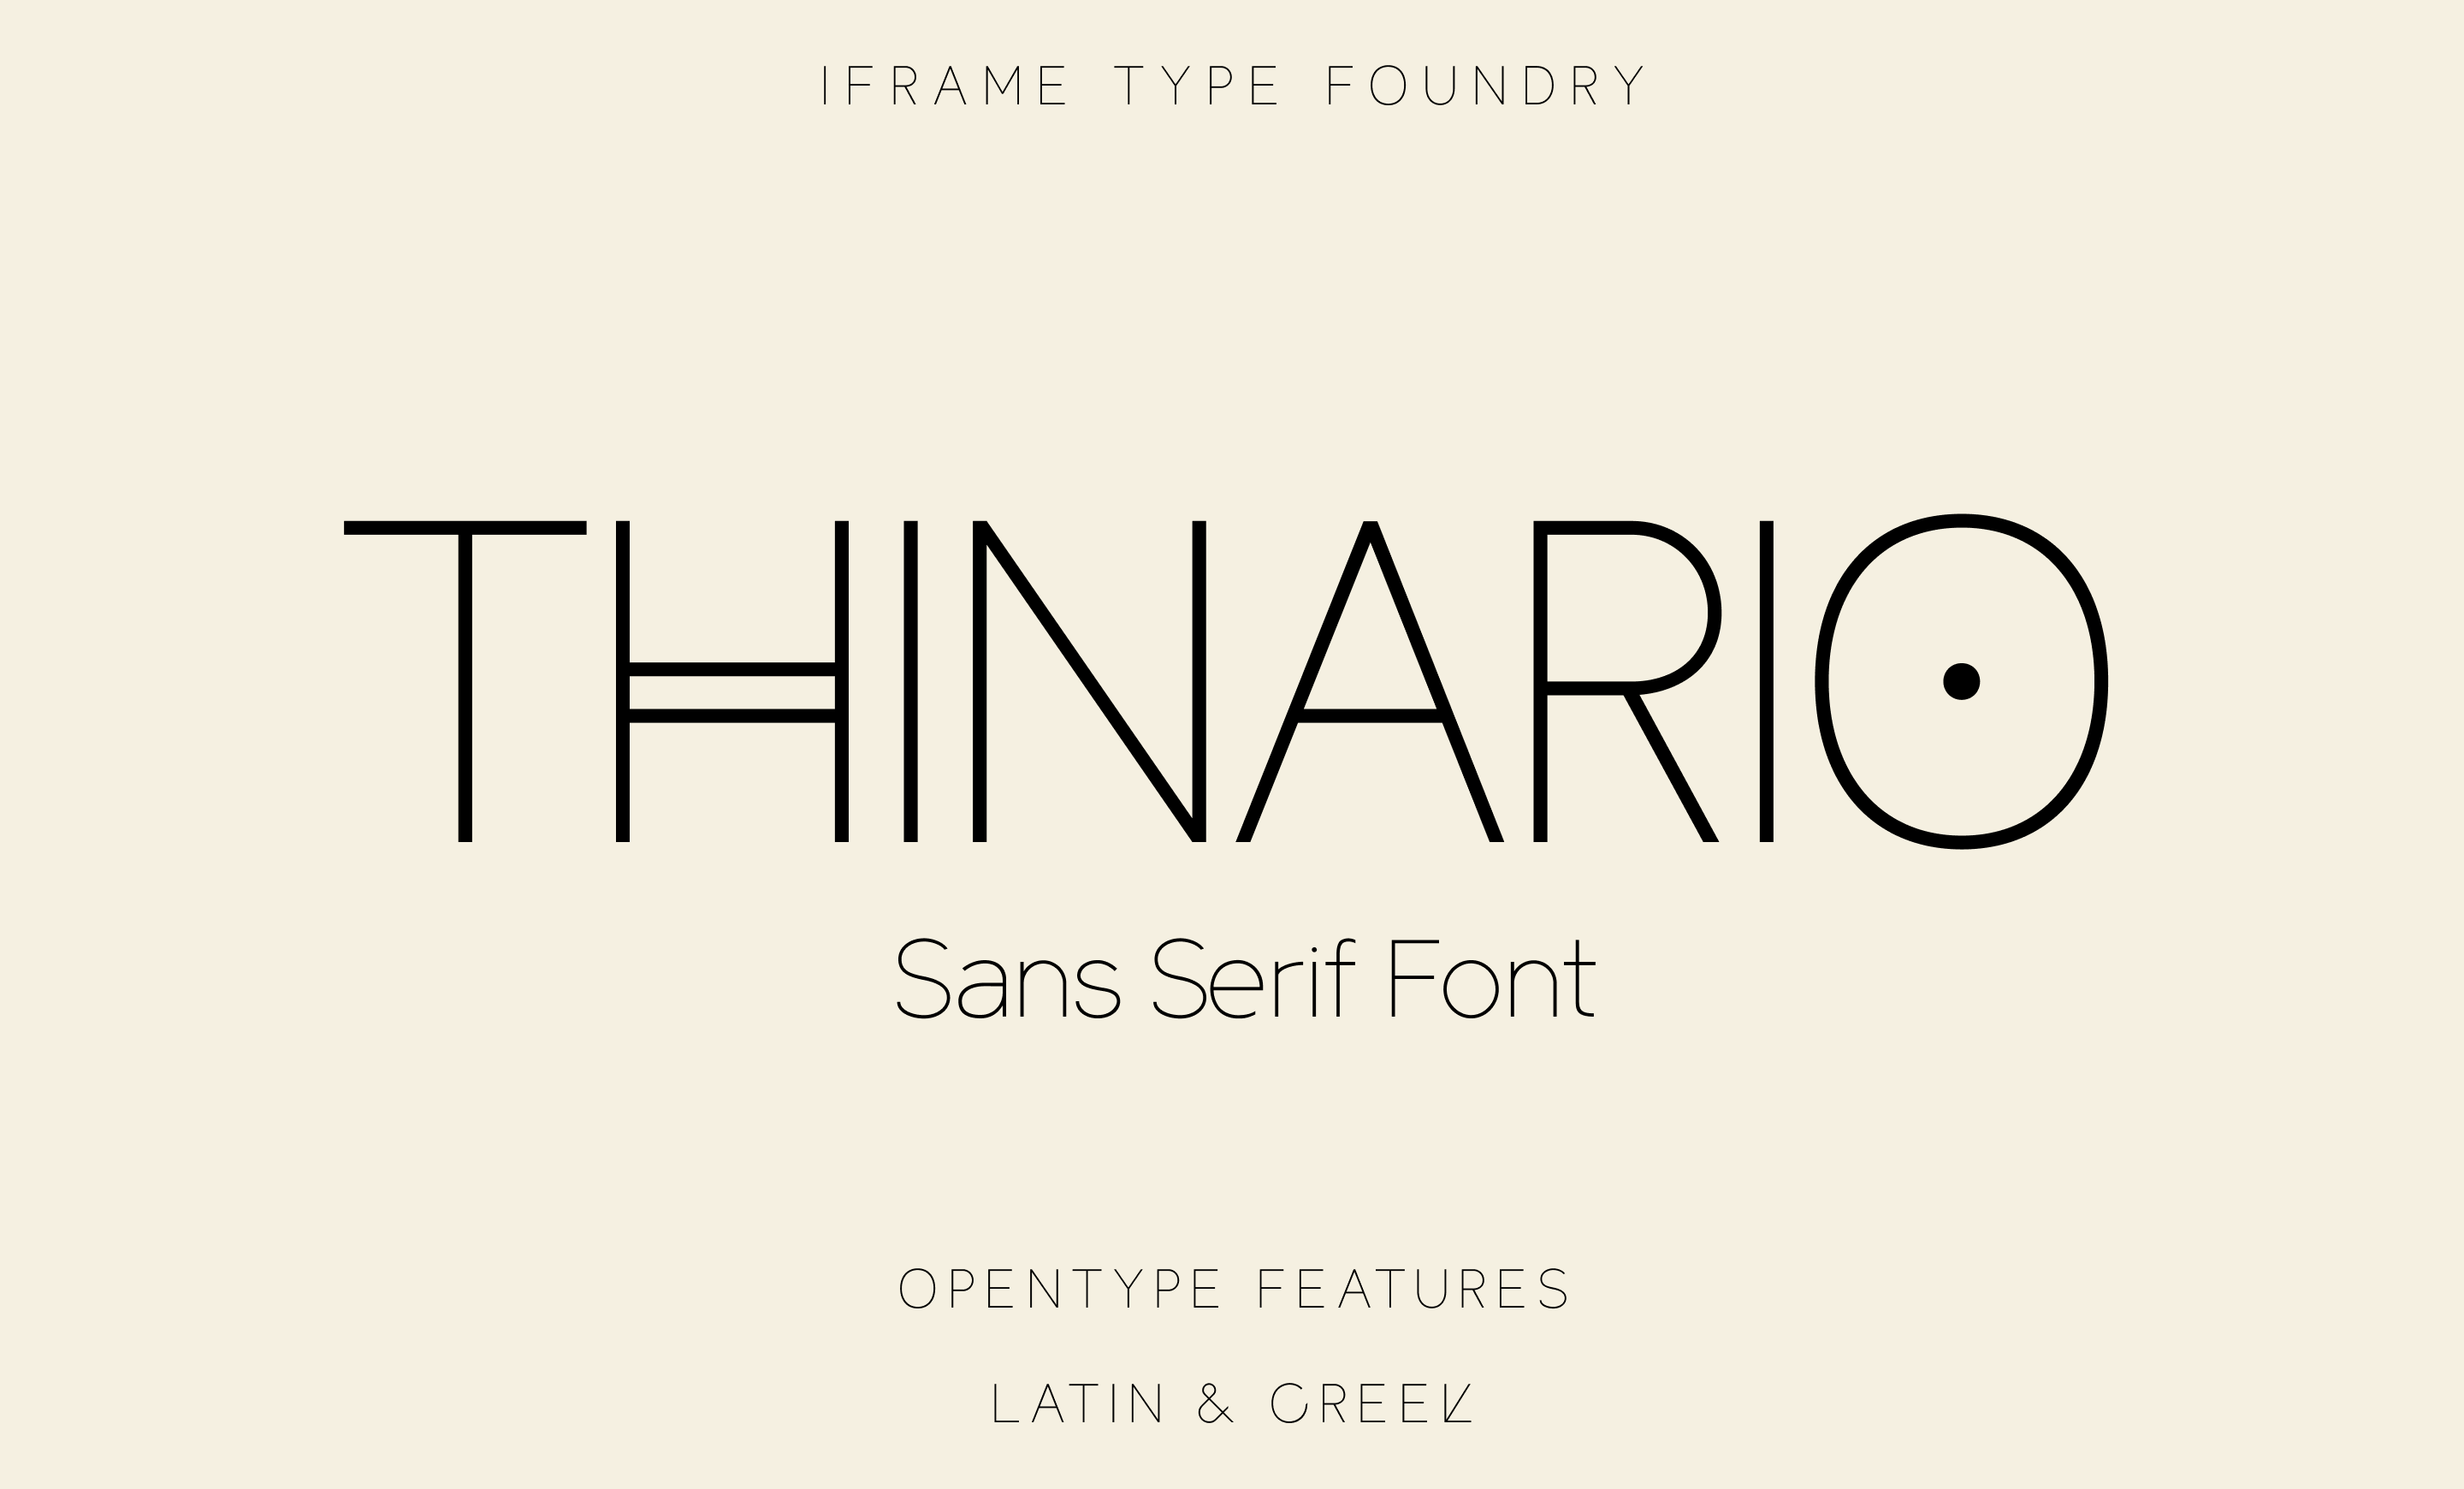 IFRAME TYPE FOUNDRY
THINARIO
Sans Serif Font
OPENTYPE FEATURES
LATIN & GREEK